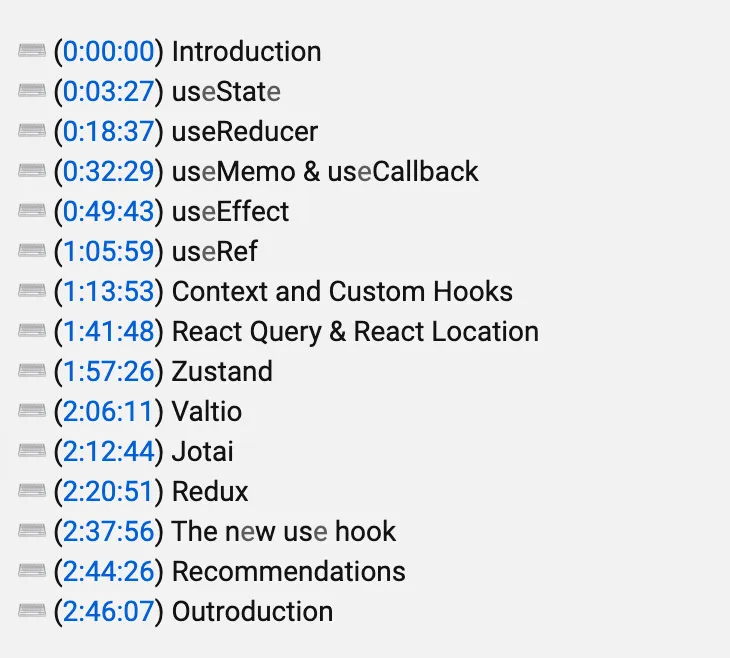 ⌨️ (0:00:00) Introduction
⌨️ (0:03:27) useState
⌨️ (0:18:37) useReducer
⌨️ (0:32:29) useMemo & useCallback
⌨️ (0:49:43) useEffect
⌨️ (1:05:59) useRef
⌨️ (1:13:53) Context and Custom Hooks
⌨️ (1:41:48) React Query & React Location
⌨️ (1:57:26) Zustand
⌨️ (2:06:11) Valtio
⌨️ (2:12:44) Jotai
⌨️ (2:20:51) Redux
⌨️ (2:37:56) The new use hook
⌨️ (2:44:26) Recommendations
⌨️ (2:46:07) Outroduction